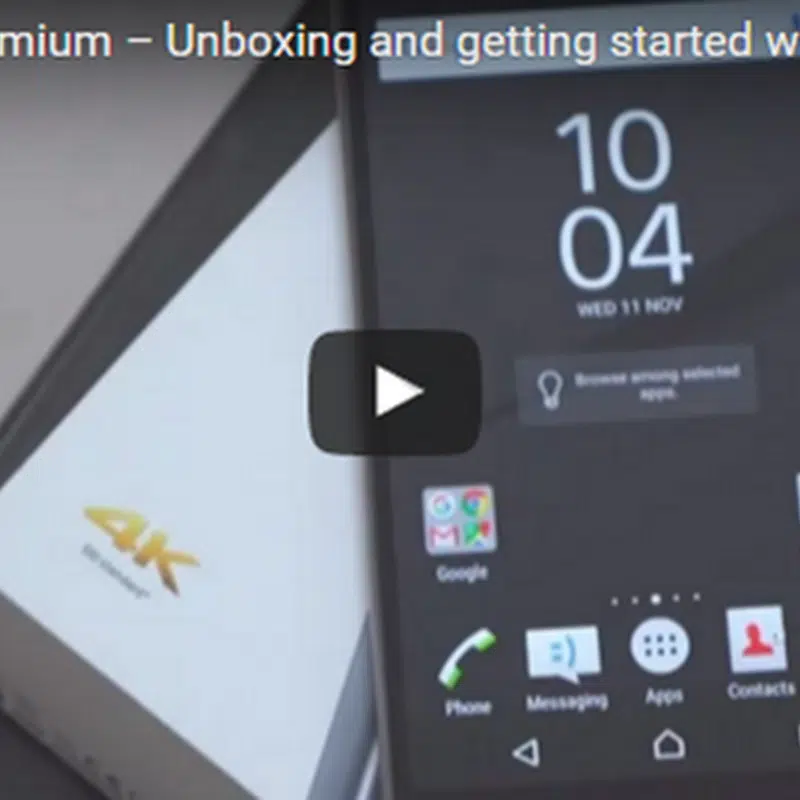 mium – Unboxing and getting started w
10
04
WED 11 NOV
Browse among selected
apps.
4K
Google
Phone
Messaging
Apps
Contacts